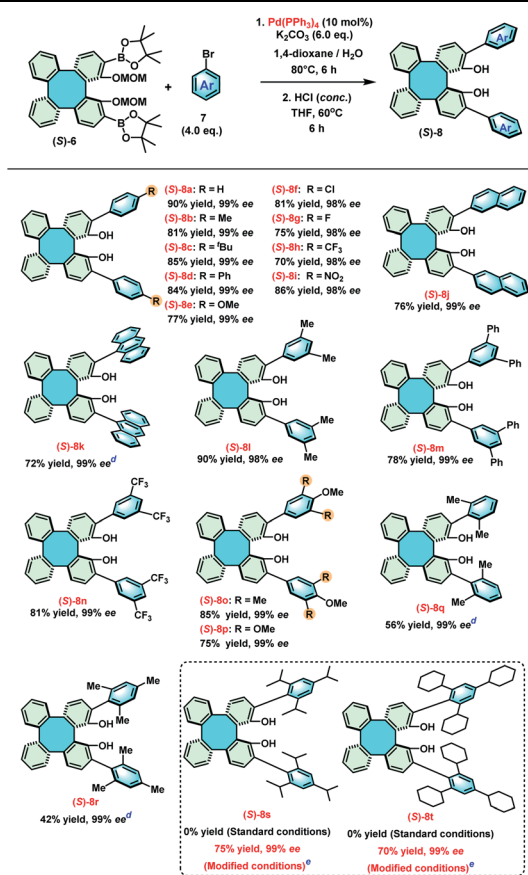 1. Pd(PPh₃)₄ (10 mol%)
K₂CO₃ (6.0 eq.)
1,4-dioxane / H₂O
80°C, 6 h
2. HCl (conc.)
THF, 60°C
6 h
O
B
O
OMOM
OMOM
B
O
O
(S)-6
+
Br
Ar
7
(4.0 eq.)
Ar
OH
OH
Ar
(S)-8
R
OH
OH
R
(S)-8a: R = H
90% yield, 99% ee
(S)-8b: R = Me
81% yield, 99% ee
(S)-8c: R = ᵗBu
85% yield, 99% ee
(S)-8d: R = Ph
84% yield, 99% ee
(S)-8e: R = OMe
77% yield, 99% ee
(S)-8f: R = Cl
81% yield, 98% ee
(S)-8g: R = F
75% yield, 98% ee
(S)-8h: R = CF₃
70% yield, 98% ee
(S)-8i: R = NO₂
86% yield, 98% ee
OH
OH
(S)-8j
76% yield, 99% ee
OH
OH
(S)-8k
72% yield, 99% eeᵈ
Me
Me
OH
OH
Me
Me
(S)-8l
90% yield, 98% ee
Ph
Ph
OH
OH
Ph
Ph
(S)-8m
78% yield, 99% ee
CF₃
CF₃
OH
OH
CF₃
CF₃
(S)-8n
81% yield, 99% ee
R
OMe
R
OH
OH
R
OMe
R
(S)-8o: R = Me
85% yield, 99% ee
(S)-8p: R = OMe
75% yield, 99% ee
Me
Me
OH
OH
Me
Me
(S)-8q
56% yield, 99% eeᵈ
Me
Me
Me
OH
OH
Me
Me
Me
(S)-8r
42% yield, 99% eeᵈ
OH
OH
(S)-8s
0% yield (Standard conditions)
75% yield, 99% ee
(Modified conditions)ᵉ
OH
OH
(S)-8t
0% yield (Standard conditions)
70% yield, 99% ee
(Modified conditions)ᵉ